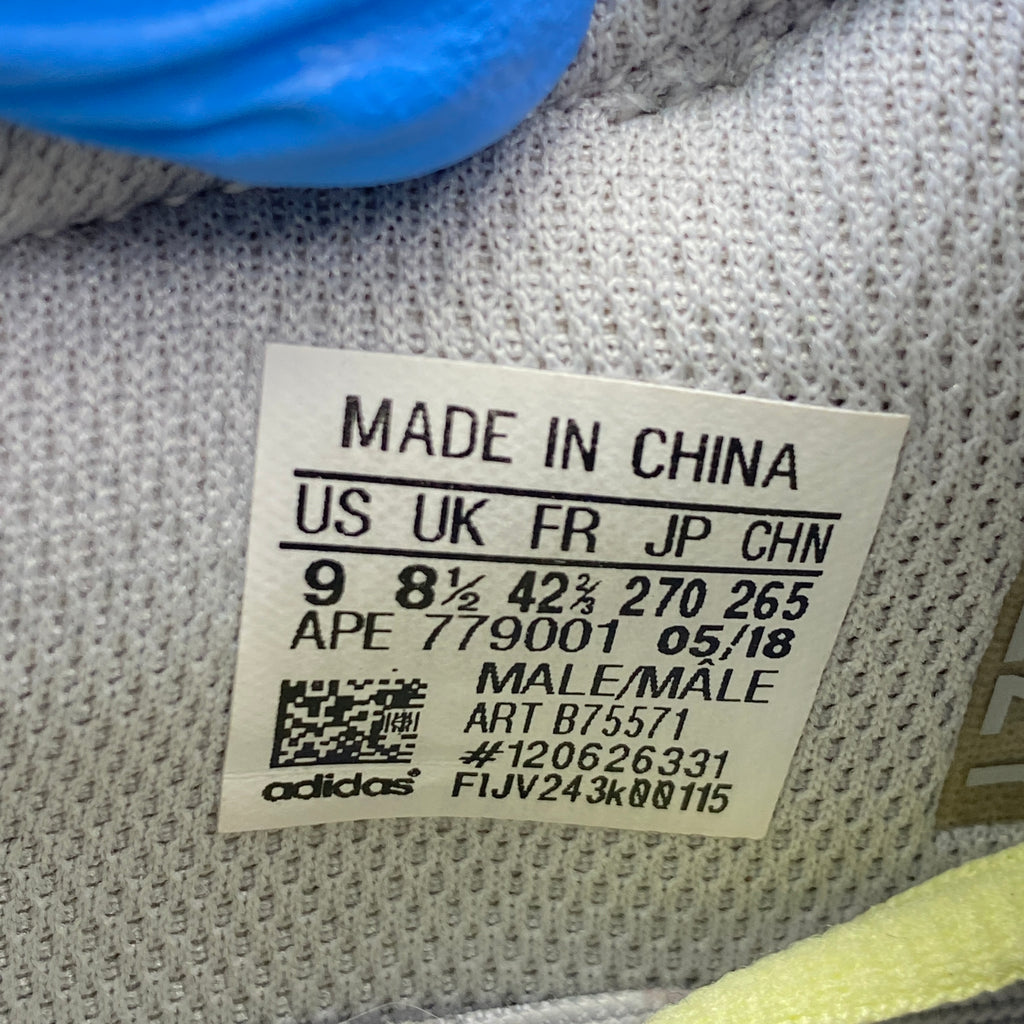 MADE IN CHINA
US UK FR JP CHN
9 8½ 42⅔ 270 265
APE 779001 05/18
MALE/MÂLE
ART B75571
#120626331
adidas® F1JV243k00115